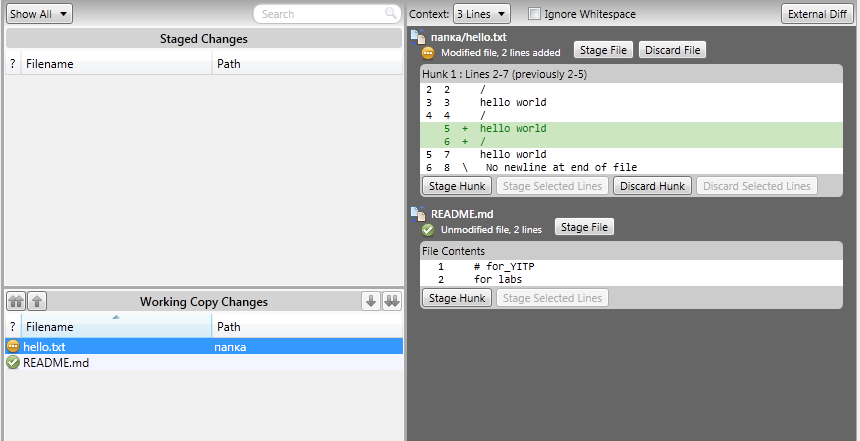 Show All
Search
Staged Changes
? Filename Path
Working Copy Changes
? Filename Path
hello.txt папка
README.md
Context: 3 Lines Ignore Whitespace External Diff
папка/hello.txt
Modified file, 2 lines added Stage File Discard File
Hunk 1 : Lines 2-7 (previously 2-5)
2 2 /
3 3 hello world
4 4 /
5 + hello world
6 + /
5 7 hello world
6 8 \ No newline at end of file
Stage Hunk Stage Selected Lines Discard Hunk Discard Selected Lines
README.md
Unmodified file, 2 lines Stage File
File Contents
1 # for_YITP
2 for labs
Stage Hunk Stage Selected Lines